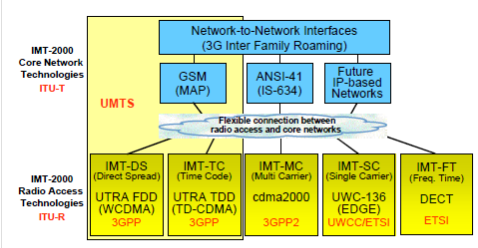 Network-to-Network Interfaces
(3G Inter Family Roaming)
IMT-2000
Core Network
Technologies
ITU-T
GSM
(MAP)
ANSI-41
(IS-634)
Future
IP-based
Networks
UMTS
Flexible connection between
radio access and core networks
IMT-2000
Radio Access
Technologies
ITU-R
IMT-DS
(Direct Spread)
UTRA FDD
(WCDMA)
3GPP
IMT-TC
(Time Code)
UTRA TDD
(TD-CDMA)
3GPP
IMT-MC
(Multi Carrier)
cdma2000
3GPP2
IMT-SC
(Single Carrier)
UWC-136
(EDGE)
UWCC/ETSI
IMT-FT
(Freq. Time)
DECT
ETSI